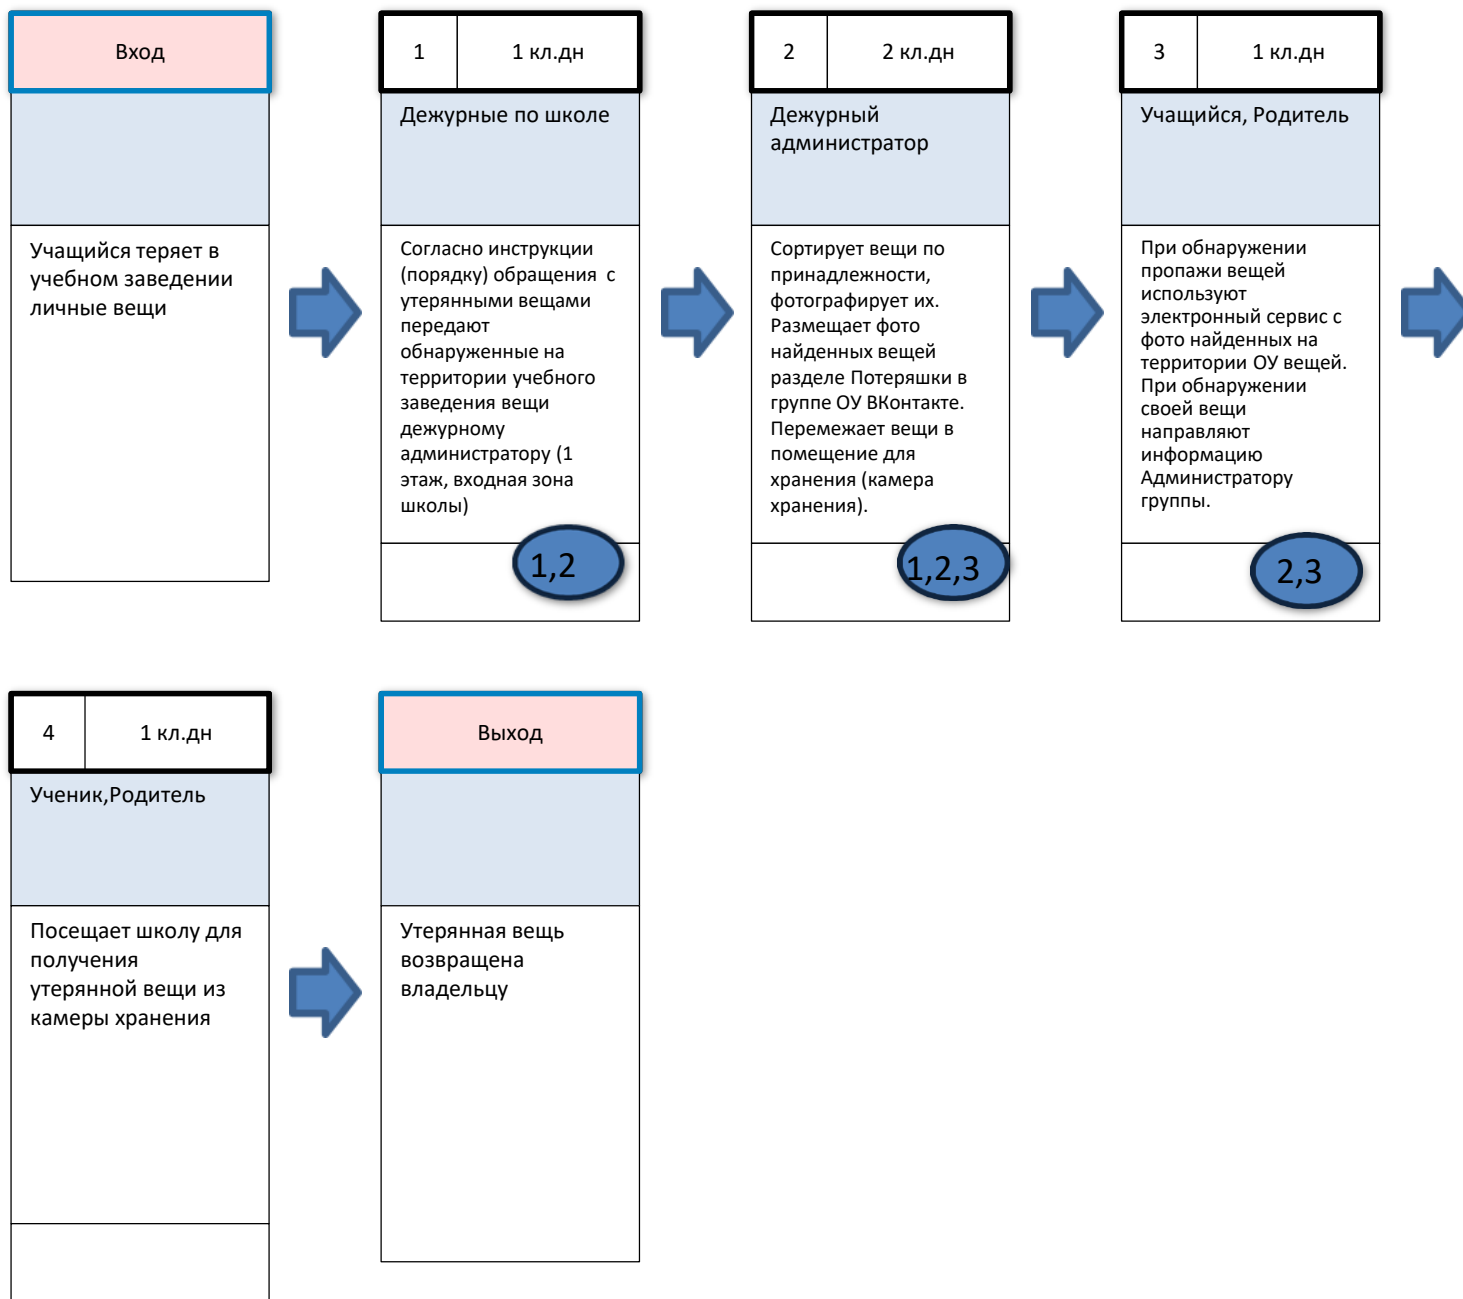 Вход
Учащийся теряет в
учебном заведении
личные вещи
1
1 кл.дн
Дежурные по школе
Согласно инструкции
(порядку) обращения  с
утерянными вещами
передают
обнаруженные на
территории учебного
заведения вещи
дежурному
администратору (1
этаж, входная зона
школы)
1,2
2
2 кл.дн
Дежурный
администратор
Сортирует вещи по
принадлежности,
фотографирует их.
Размещает фото
найденных вещей
разделе Потеряшки в
группе ОУ ВКонтакте.
Перемежает вещи в
помещение для
хранения (камера
хранения).
1,2,3
3
1 кл.дн
Учащийся, Родитель
При обнаружении
пропажи вещей
используют
электронный сервис с
фото найденных на
территории ОУ вещей.
При обнаружении
своей вещи
направляют
информацию
Администратору
группы.
2,3
4
1 кл.дн
Ученик,Родитель
Посещает школу для
получения
утерянной вещи из
камеры хранения
Выход
Утерянная вещь
возвращена
владельцу